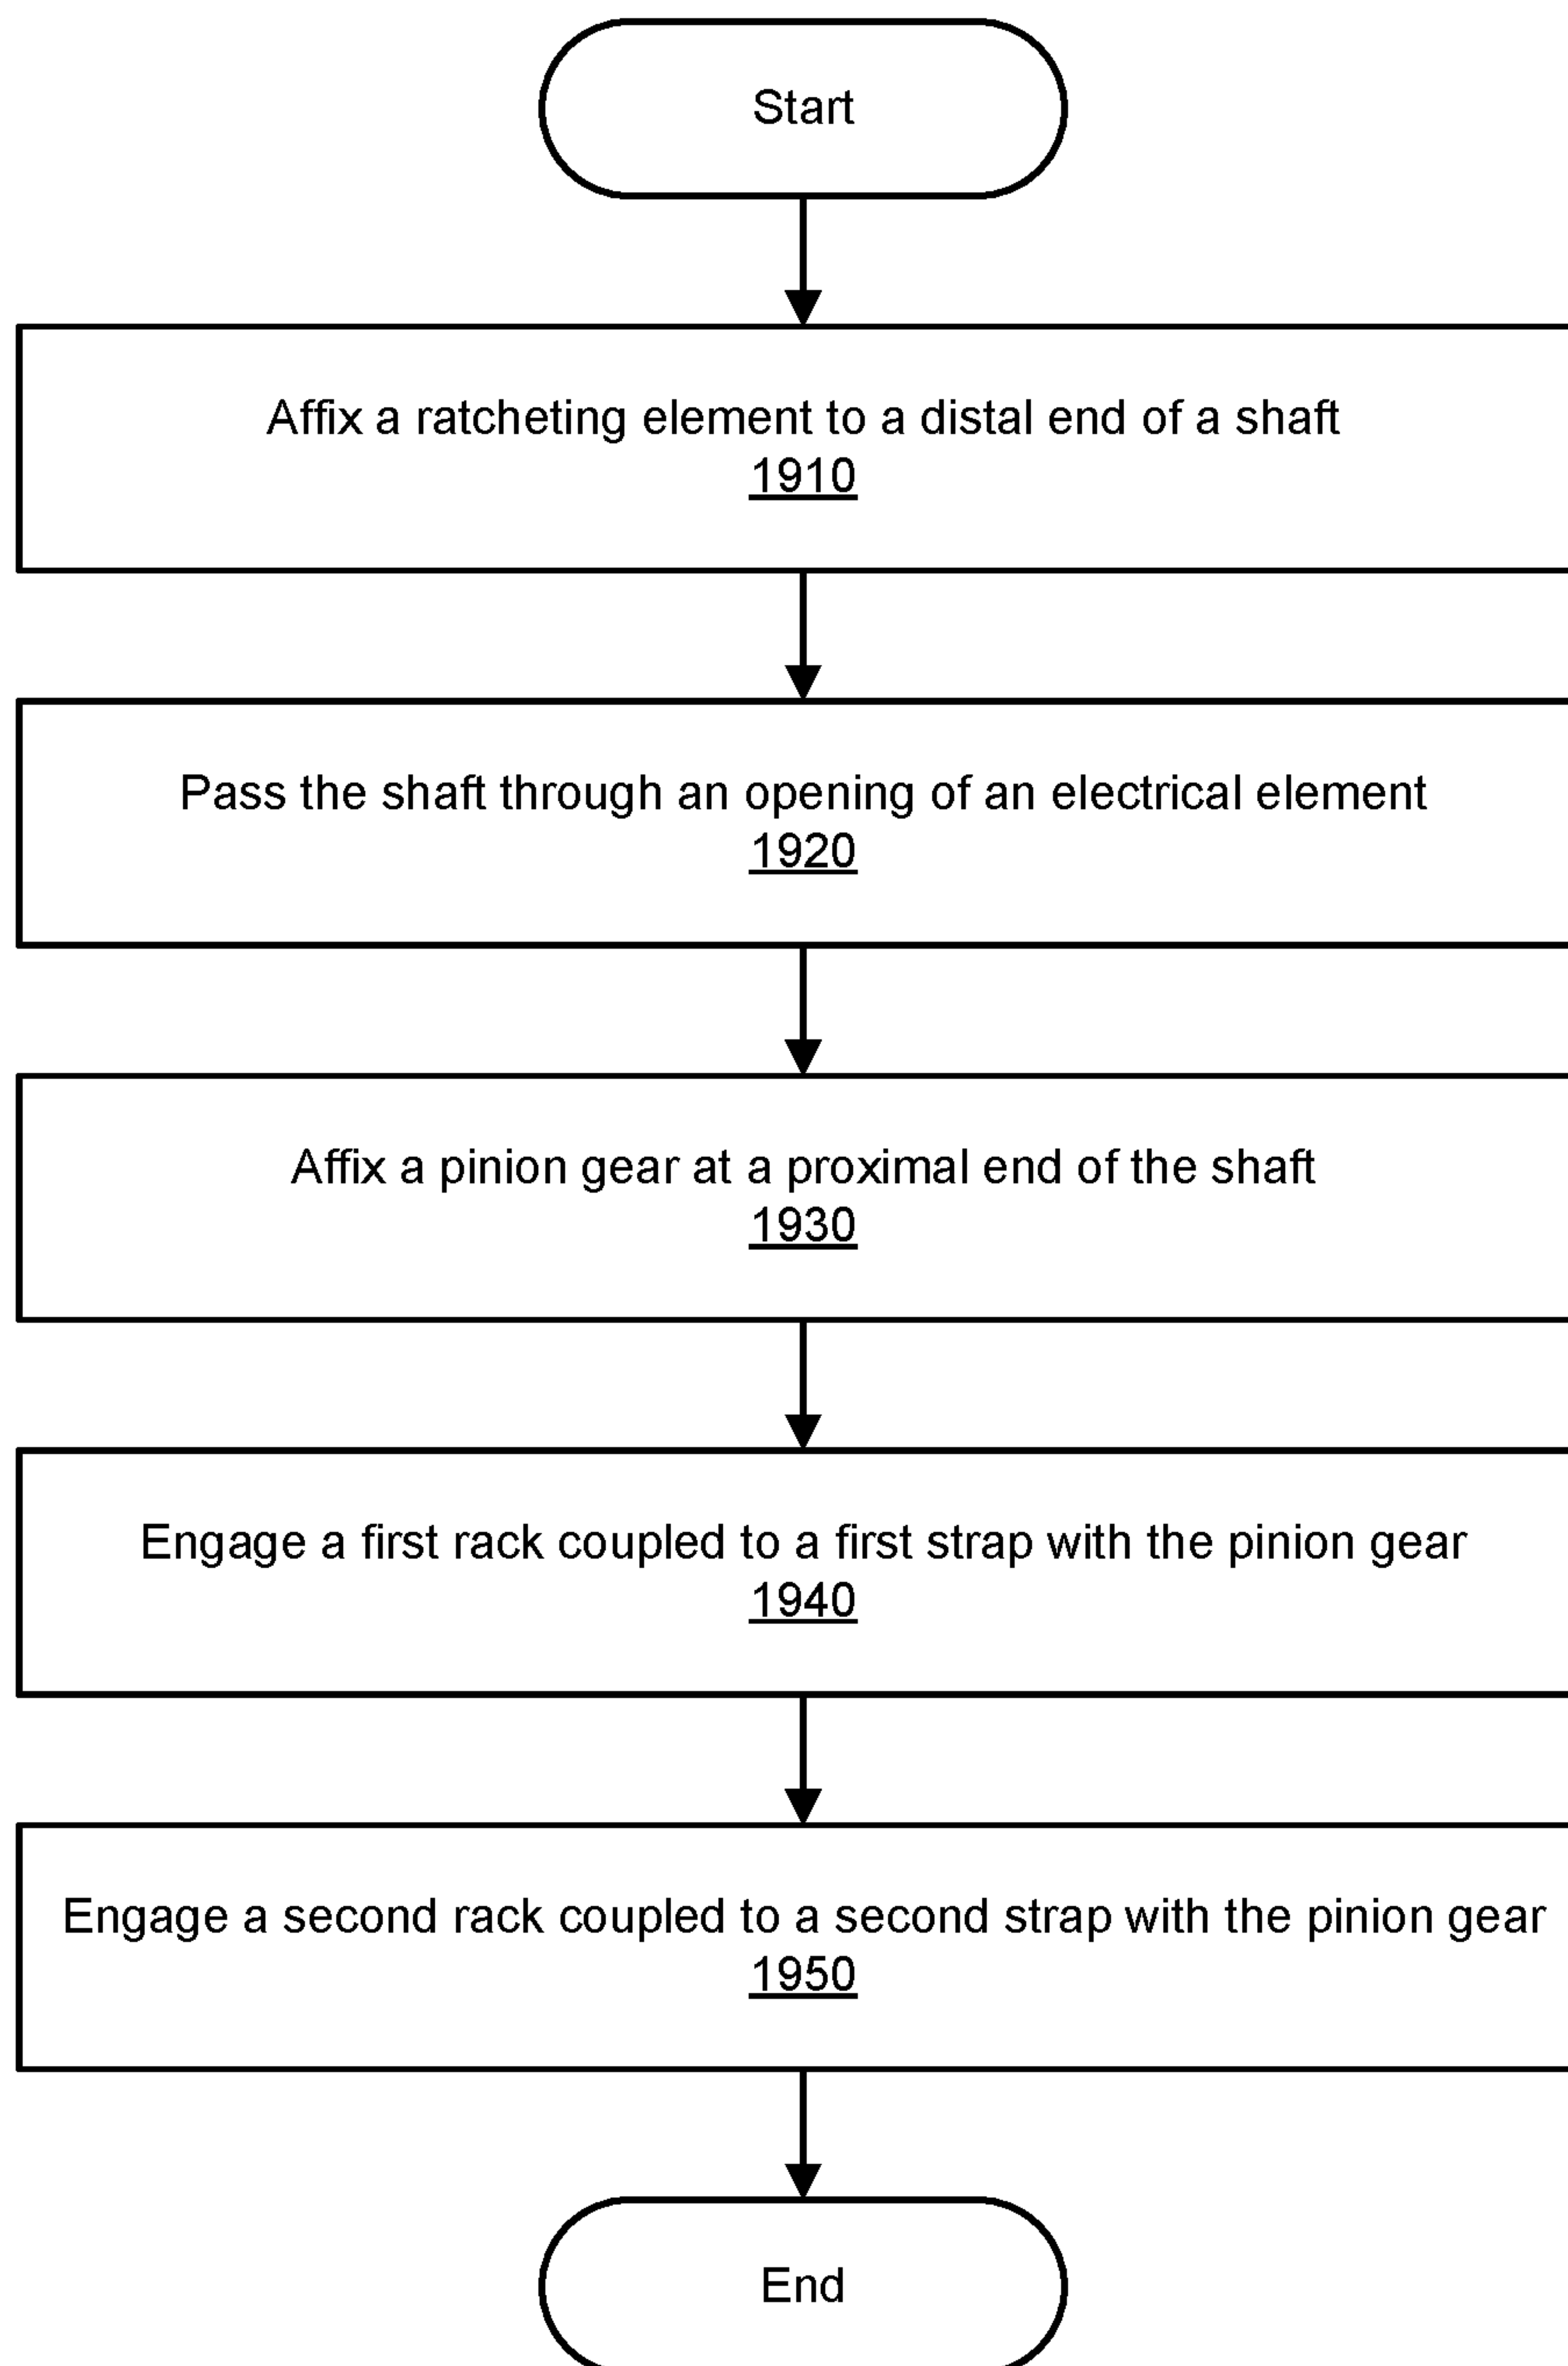 Start
Affix a ratcheting element to a distal end of a shaft
1910
Pass the shaft through an opening of an electrical element
1920
Affix a pinion gear at a proximal end of the shaft
1930
Engage a first rack coupled to a first strap with the pinion gear
1940
Engage a second rack coupled to a second strap with the pinion gear
1950
End